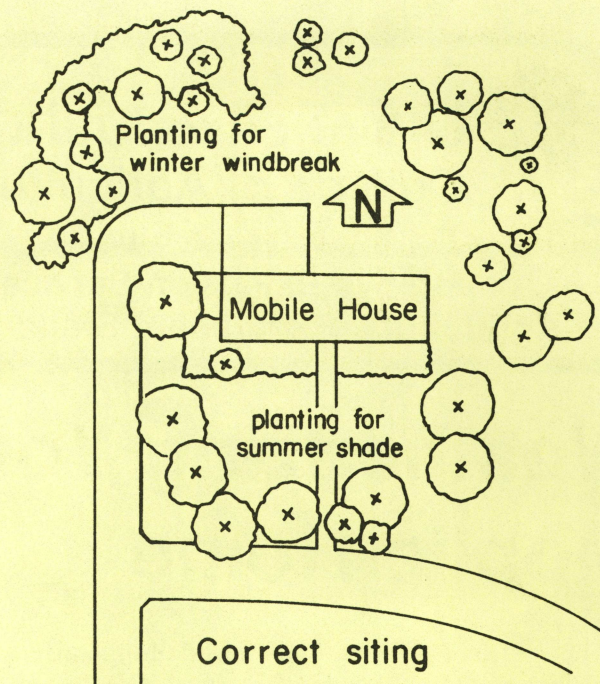 Planting for
winter windbreak
N
Mobile House
planting for
summer shade
Correct siting